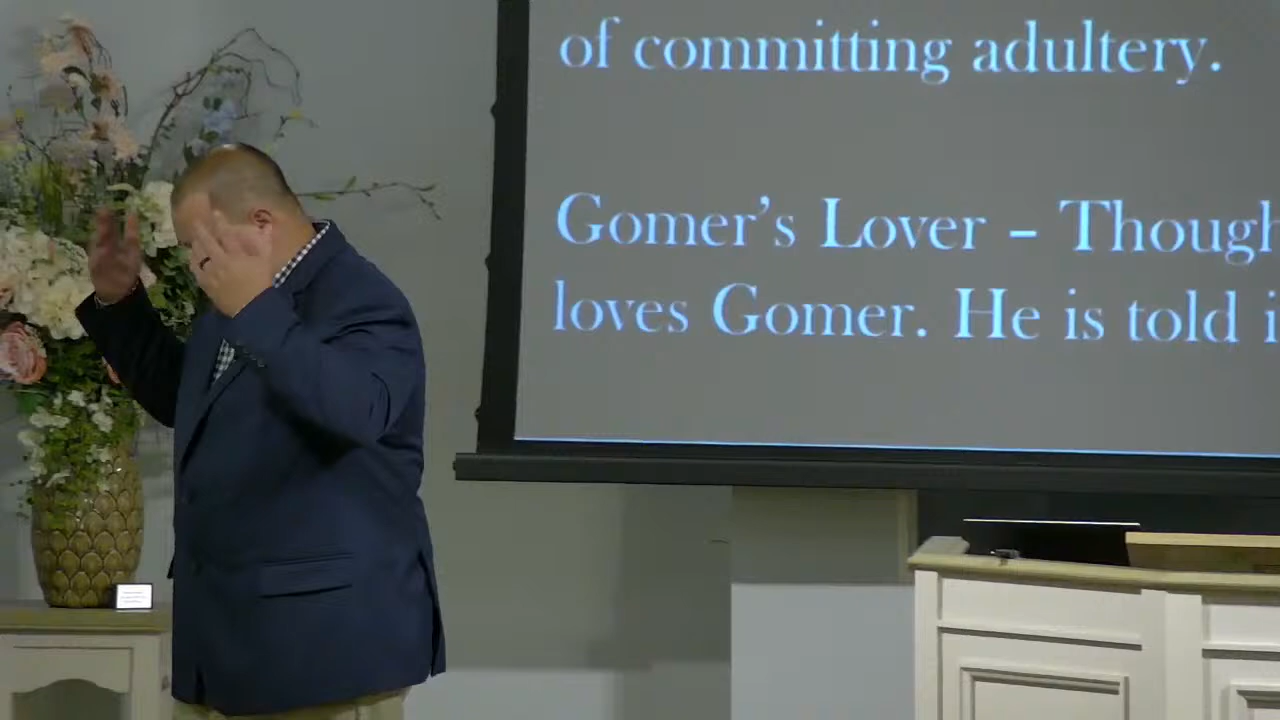 of committing adultery.
Gomer's Lover – Though
loves Gomer. He is told